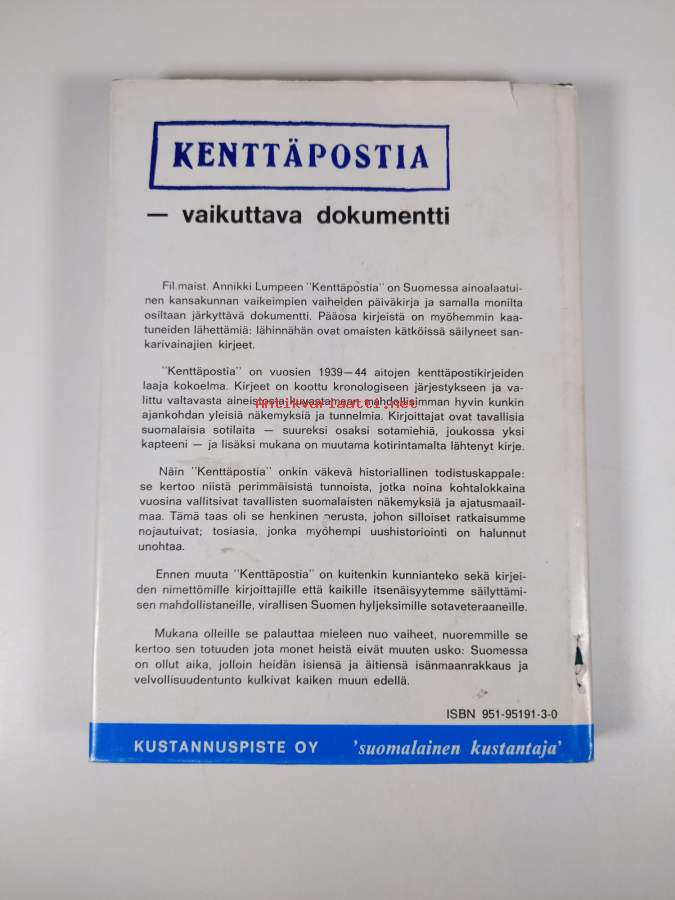 KENTTÄPOSTIA
— vaikuttava dokumentti
Fil.maist. Annikki Lumpeen "Kenttäpostia" on Suomessa ainoalaatui-
nen kansakunnan vaikeimpien vaiheiden päiväkirja ja samalla monilta
osiltaan järkyttävä dokumentti. Pääosa kirjeistä on myöhemmin kaa-
tuneiden lähettämiä: lähinnähän ovat omaisten kätköissä säilyneet san-
karivainajien kirjeet.
"Kenttäpostia" on vuosien 1939—44 aitojen kenttäpostikirjeiden
laaja kokoelma. Kirjeet on koottu kronologiseen järjestykseen ja va-
littu valtavasta aineistosta kuvastamaan mahdollisimman hyvin kunkin
antikvariaatti.net
ajankohdan yleisiä näkemyksiä ja tunnelmia. Kirjoittajat ovat tavallisia
suomalaisia sotilaita — suureksi osaksi sotamiehiä, joukossa yksi
kapteeni — ja lisäksi mukana on muutama kotirintamalta lähtenyt kirje.
Näin "Kenttäpostia" onkin väkevä historiallinen todistuskappale:
se kertoo niistä perimmäisistä tunnoista, jotka noina kohtalokkaina
vuosina vallitsivat tavallisten suomalaisten näkemyksiä ja ajatusmaail-
maa. Tämä taas oli se henkinen perusta, johon silloiset ratkaisumme
nojautuivat; tosiasia, jonka myöhempi uushistoriointi on halunnut
unohtaa.
Ennen muuta "Kenttäpostia" on kuitenkin kunnianteko sekä kirjei-
den nimettömille kirjoittajille että kaikille itsenäisyytemme säilyttämi-
sen mahdollistaneille, virallisen Suomen hyljeksimille sotaveteraaneille.
Mukana olleille se palauttaa mieleen nuo vaiheet, nuoremmille se
kertoo sen totuuden jota monet heistä eivät muuten usko: Suomessa
on ollut aika, jolloin heidän isiensä ja äitiensä isänmaanrakkaus ja
velvollisuudentunto kulkivat kaiken muun edellä.
ISBN 951-95191-3-0
KUSTANNUSPISTE OY 'suomalainen kustantaja'